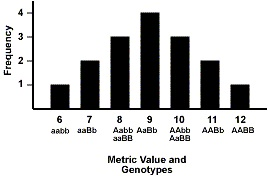 Frequency
4
3
2
1
6 7 8 9 10 11 12
aabb aaBb Aabb AaBb AAbb AABb AABB
aaBB AaBB
Metric Value and
Genotypes